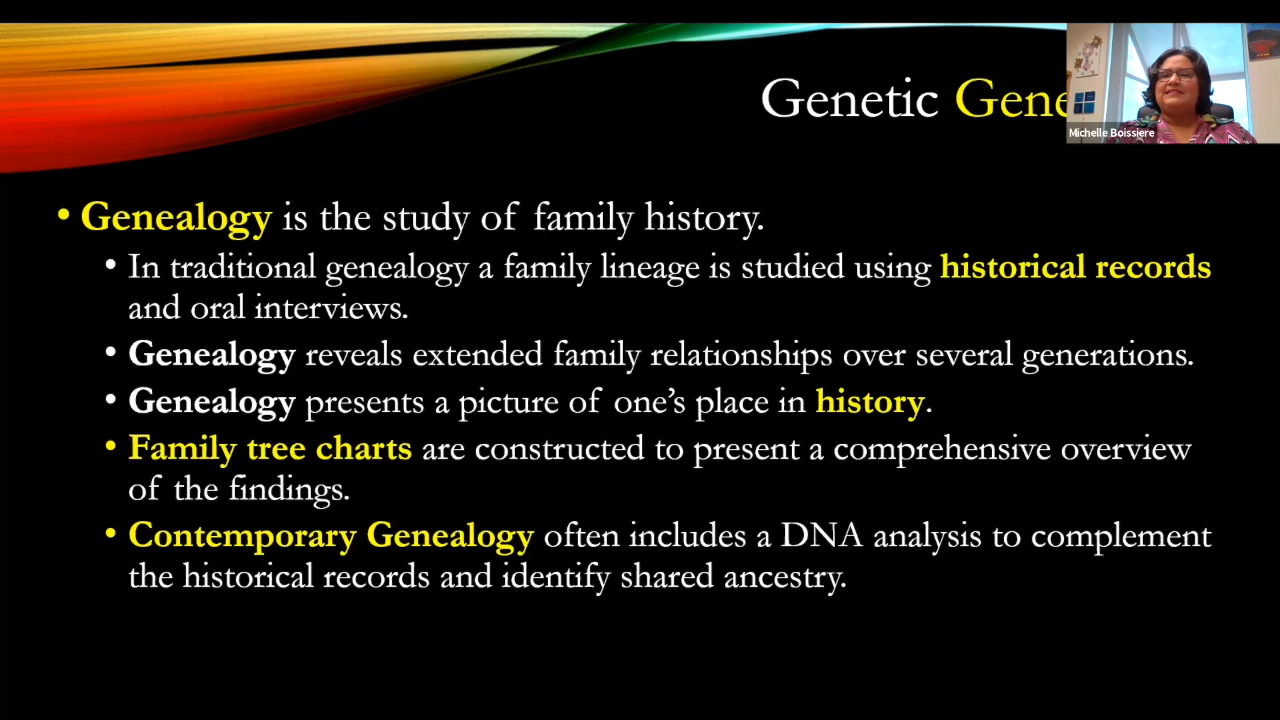 Genetic
Michelle Boissiere
• Genealogy is the study of family history.
• In traditional genealogy a family lineage is studied using historical records
and oral interviews.
• Genealogy reveals extended family relationships over several generations.
• Genealogy presents a picture of one’s place in history.
• Family tree charts are constructed to present a comprehensive overview
of the findings.
• Contemporary Genealogy often includes a DNA analysis to complement
the historical records and identify shared ancestry.